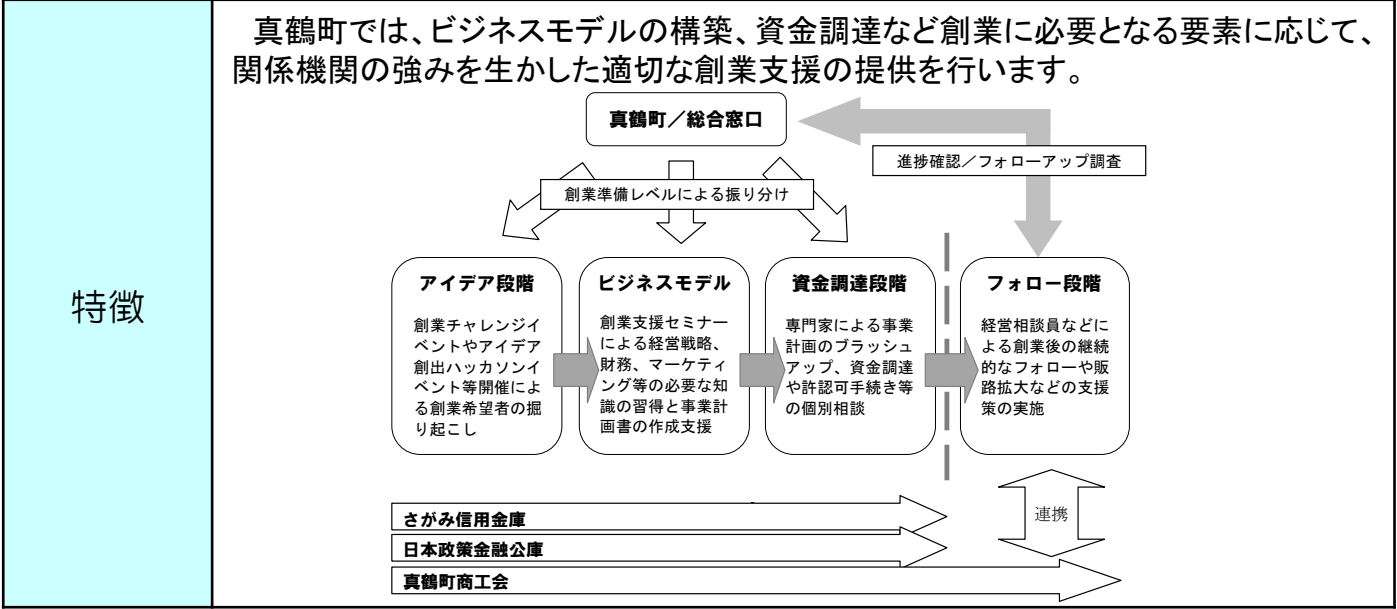 特徴
真鶴町では、ビジネスモデルの構築、資金調達など創業に必要となる要素に応じて、
関係機関の強みを生かした適切な創業支援の提供を行います。
真鶴町／総合窓口
進捗確認／フォローアップ調査
創業準備レベルによる振り分け
アイデア段階
創業チャレンジイ
ベントやアイデア
創出ハッカソンイ
ベント等開催によ
る創業希望者の掘
り起こし
ビジネスモデル
創業支援セミナー
による経営戦略、
財務、マーケティ
ング等の必要な知
識の習得と事業計
画書の作成支援
資金調達段階
専門家による事業
計画のブラッシュ
アップ、資金調達
や許認可手続き等
の個別相談
フォロー段階
経営相談員などに
よる創業後の継続
的なフォローや販
路拡大などの支援
策の実施
連携
さがみ信用金庫
日本政策金融公庫
真鶴町商工会